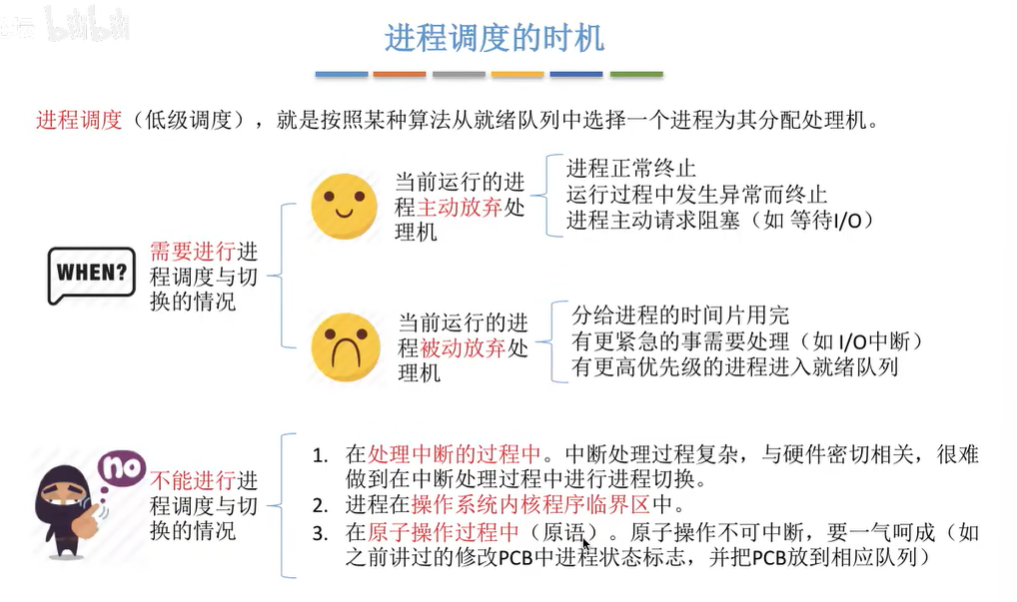 bilibili
进程调度的时机
进程调度（低级调度），就是按照某种算法从就绪队列中选择一个进程为其分配处理机。
WHEN?
需要进行进
程调度与切
换的情况
当前运行的进
程主动放弃处
理机
进程正常终止
运行过程中发生异常而终止
进程主动请求阻塞（如 等待I/O）
当前运行的进
程被动放弃处
理机
分给进程的时间片用完
有更紧急的事需要处理（如 I/O中断）
有更高优先级的进程进入就绪队列
no
不能进行进
程调度与切
换的情况
1. 在处理中断的过程中。中断处理过程复杂，与硬件密切相关，很难
做到在中断处理过程中进行进程切换。
2. 进程在操作系统内核程序临界区中。
3. 在原子操作过程中（原语）。原子操作不可中断，要一气呵成（如
之前讲过的修改PCB中进程状态标志，并把PCB放到相应队列）